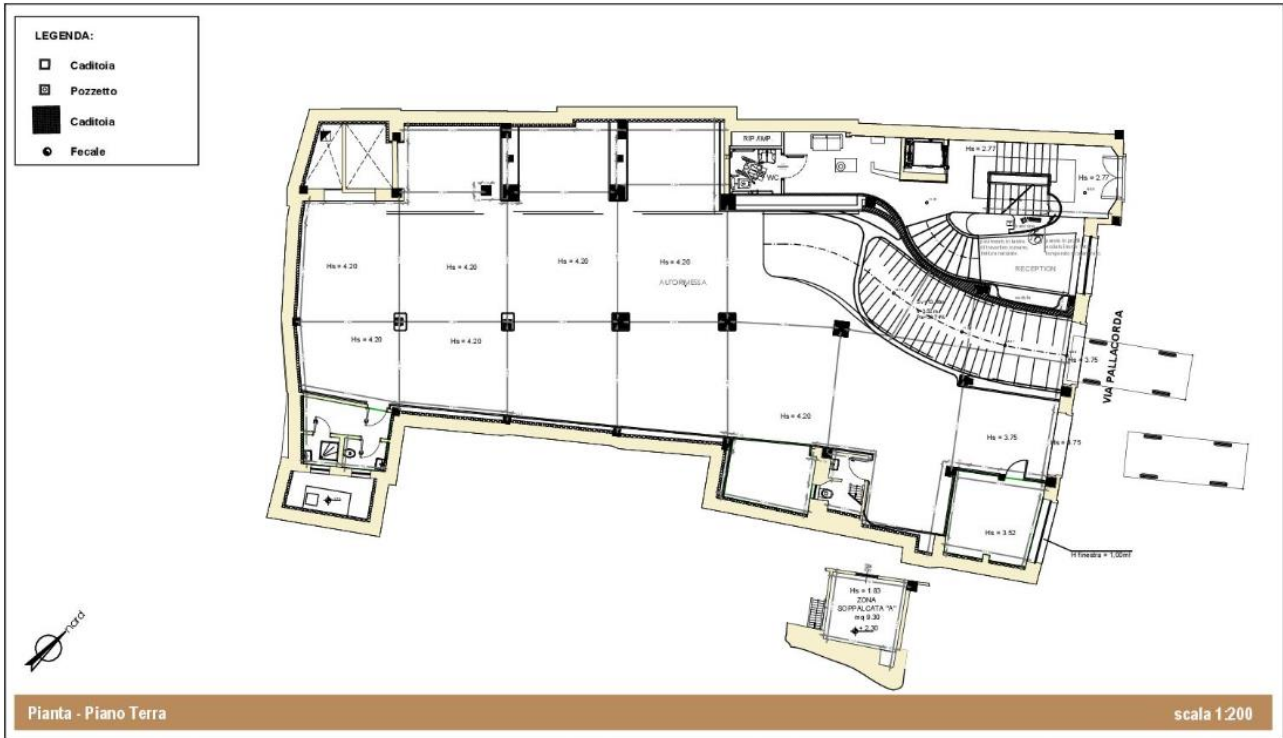 LEGENDA:
Caditoia
Pozzetto
Caditoia
Fecale
RIP. AMP.
WC
Hs = 2.77
Hs = 2.77
Hs = 4.20
Hs = 4.20
Hs = 4.20
Hs = 4.20
AUTORIMESSA
RECEPTION
Hs = 4.20
Hs = 4.20
Hs = 3.75
VIA PALLACORDA
Hs = 4.20
Hs = 3.75
Hs = 3.52
H finestra = 1,00ml
Hs = 1.83
ZONA
SOPPALCATA "A"
mq 9.30
+ 2.30
nord
Pianta - Piano Terra
scala 1:200